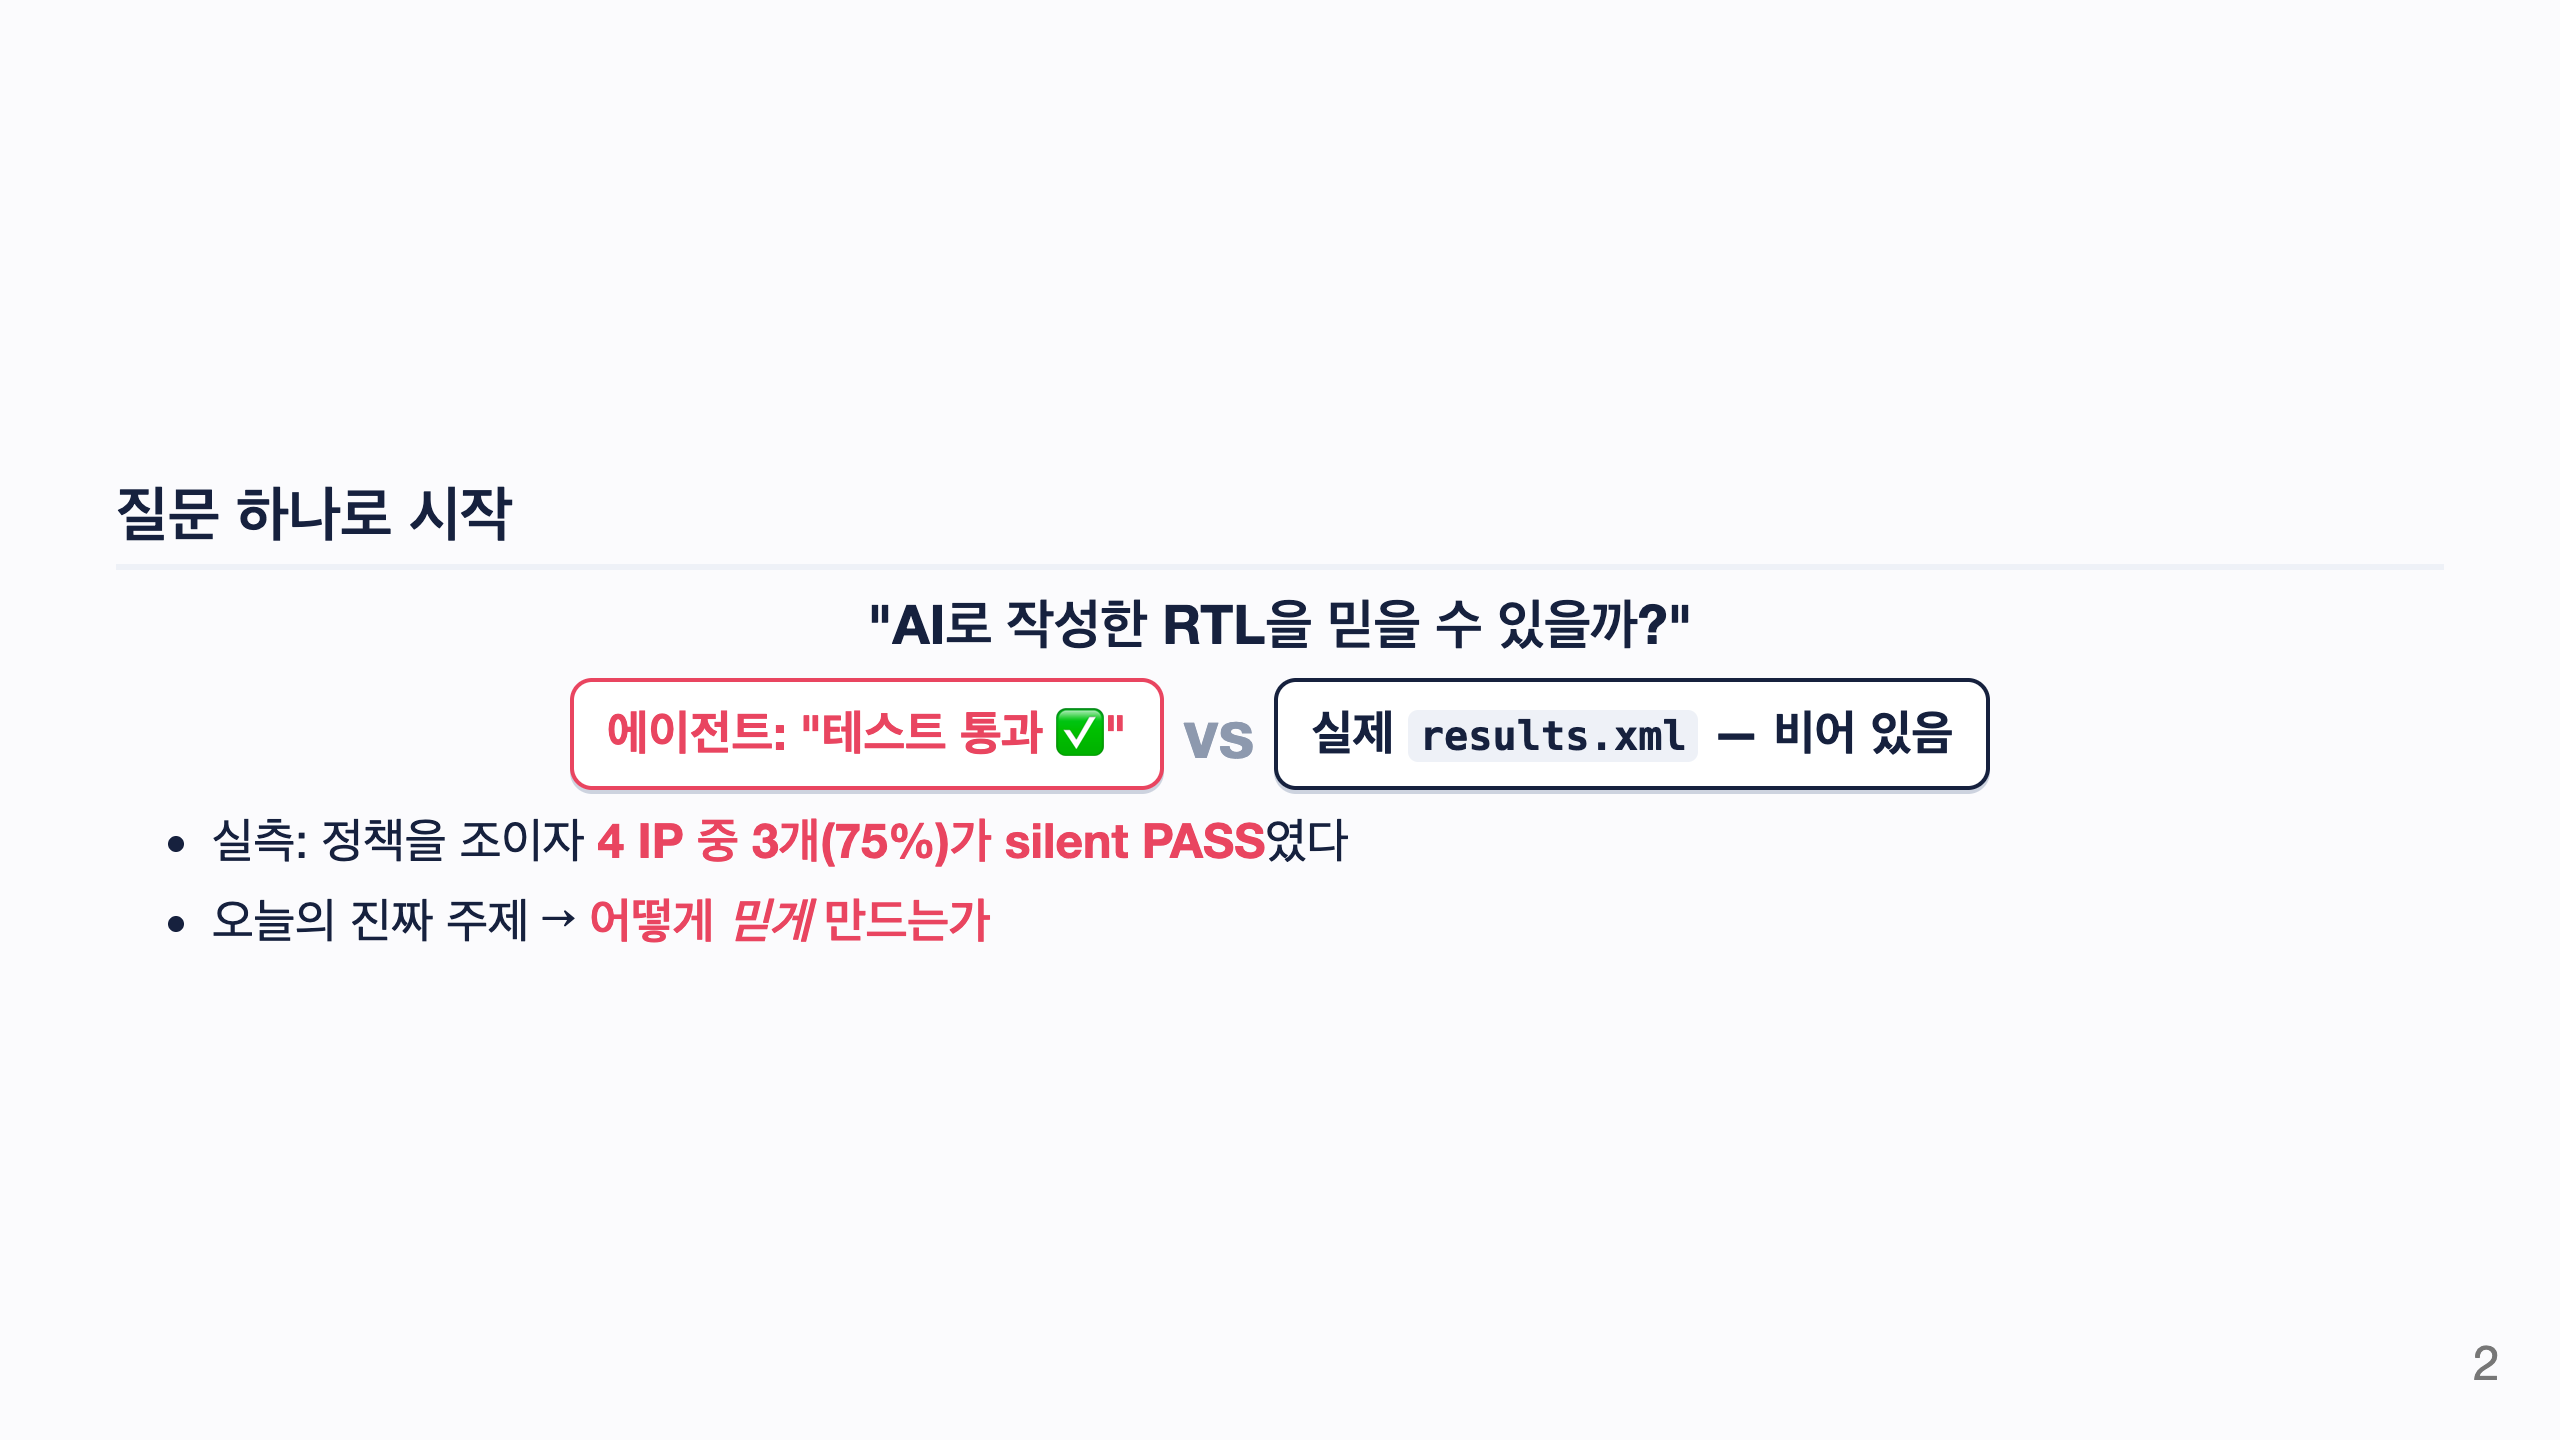 질문 하나로 시작
"AI로 작성한 RTL을 믿을 수 있을까?"
에이전트: "테스트 통과 ✅" vs 실제 results.xml — 비어 있음
• 실측: 정책을 조이자 4 IP 중 3개(75%)가 silent PASS였다
• 오늘의 진짜 주제 → 어떻게 믿게 만드는가
2